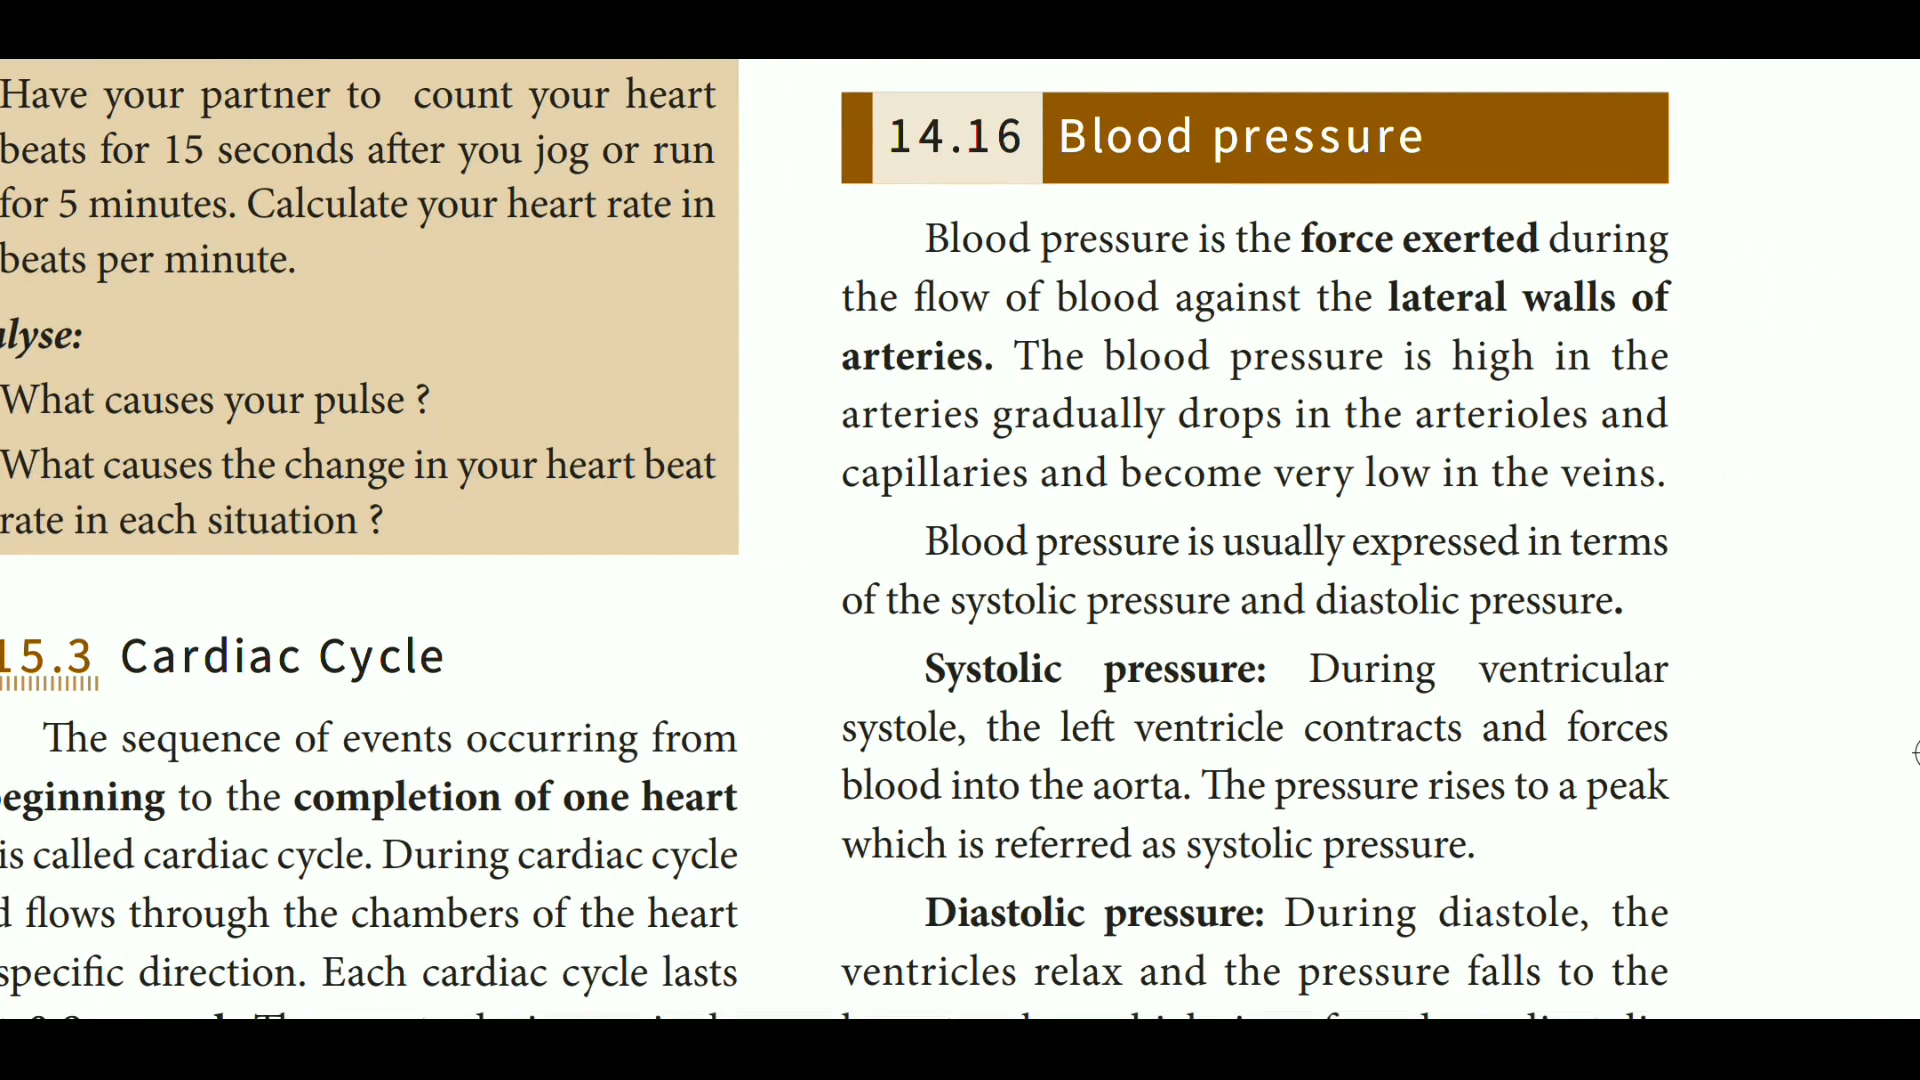 Have your partner to count your heart
beats for 15 seconds after you jog or run
for 5 minutes. Calculate your heart rate in
beats per minute.
alyse:
What causes your pulse ?
What causes the change in your heart beat
rate in each situation ?
15.3 Cardiac Cycle
The sequence of events occurring from
beginning to the completion of one heart
is called cardiac cycle. During cardiac cycle
d flows through the chambers of the heart
specific direction. Each cardiac cycle lasts
14.16 Blood pressure
Blood pressure is the force exerted during
the flow of blood against the lateral walls of
arteries. The blood pressure is high in the
arteries gradually drops in the arterioles and
capillaries and become very low in the veins.
Blood pressure is usually expressed in terms
of the systolic pressure and diastolic pressure.
Systolic pressure: During ventricular
systole, the left ventricle contracts and forces
blood into the aorta. The pressure rises to a peak
which is referred as systolic pressure.
Diastolic pressure: During diastole, the
ventricles relax and the pressure falls to the